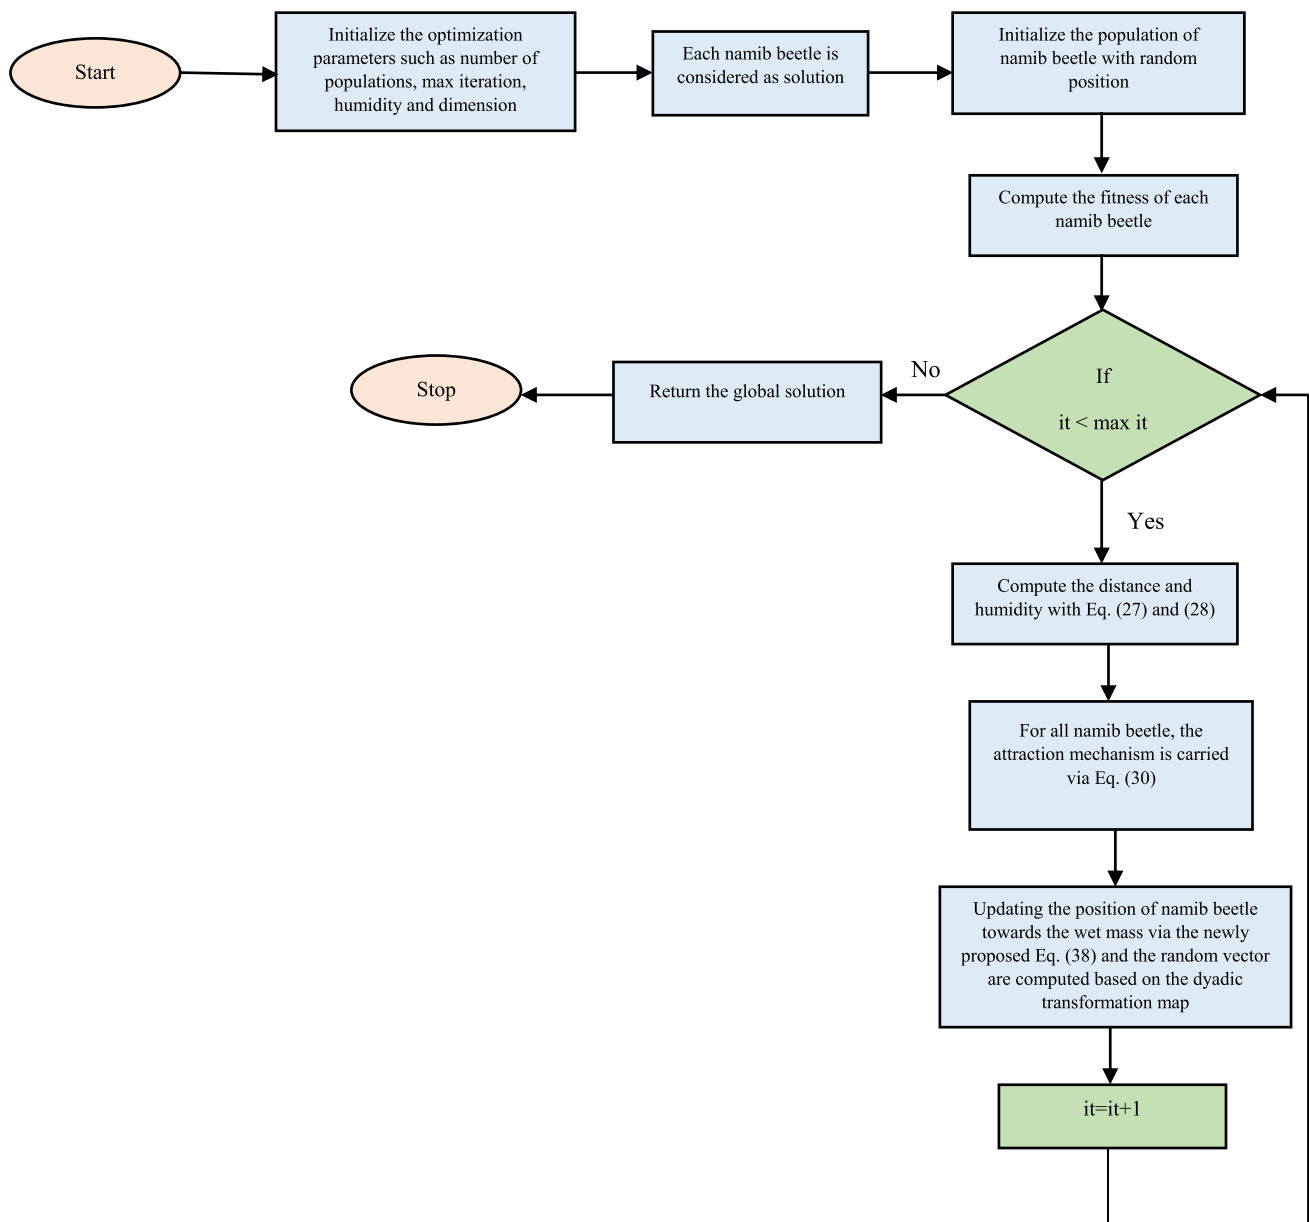 Start
Initialize the optimization
parameters such as number of
populations, max iteration,
humidity and dimension
Each namib beetle is
considered as solution
Initialize the population of
namib beetle with random
position
Compute the fitness of each
namib beetle
If
it < max it
No
Return the global solution
Stop
Yes
Compute the distance and
humidity with Eq. (27) and (28)
For all namib beetle, the
attraction mechanism is carried
via Eq. (30)
Updating the position of namib beetle
towards the wet mass via the newly
proposed Eq. (38) and the random vector
are computed based on the dyadic
transformation map
it=it+1